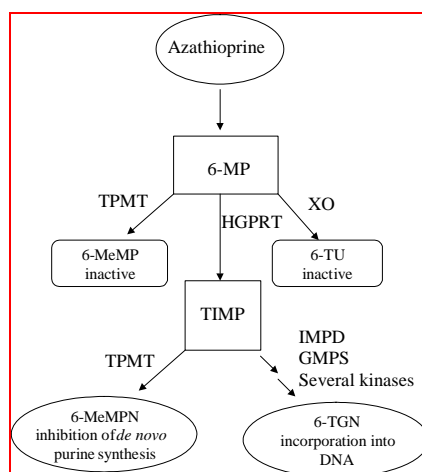 Azathioprine
6-MP
TPMT
HGPRT
XO
6-MeMP
inactive
6-TU
inactive
TIMP
TPMT
IMPD
GMPS
Several kinases
6-MeMPN
inhibition of de novo
purine synthesis
6-TGN
incorporation into
DNA